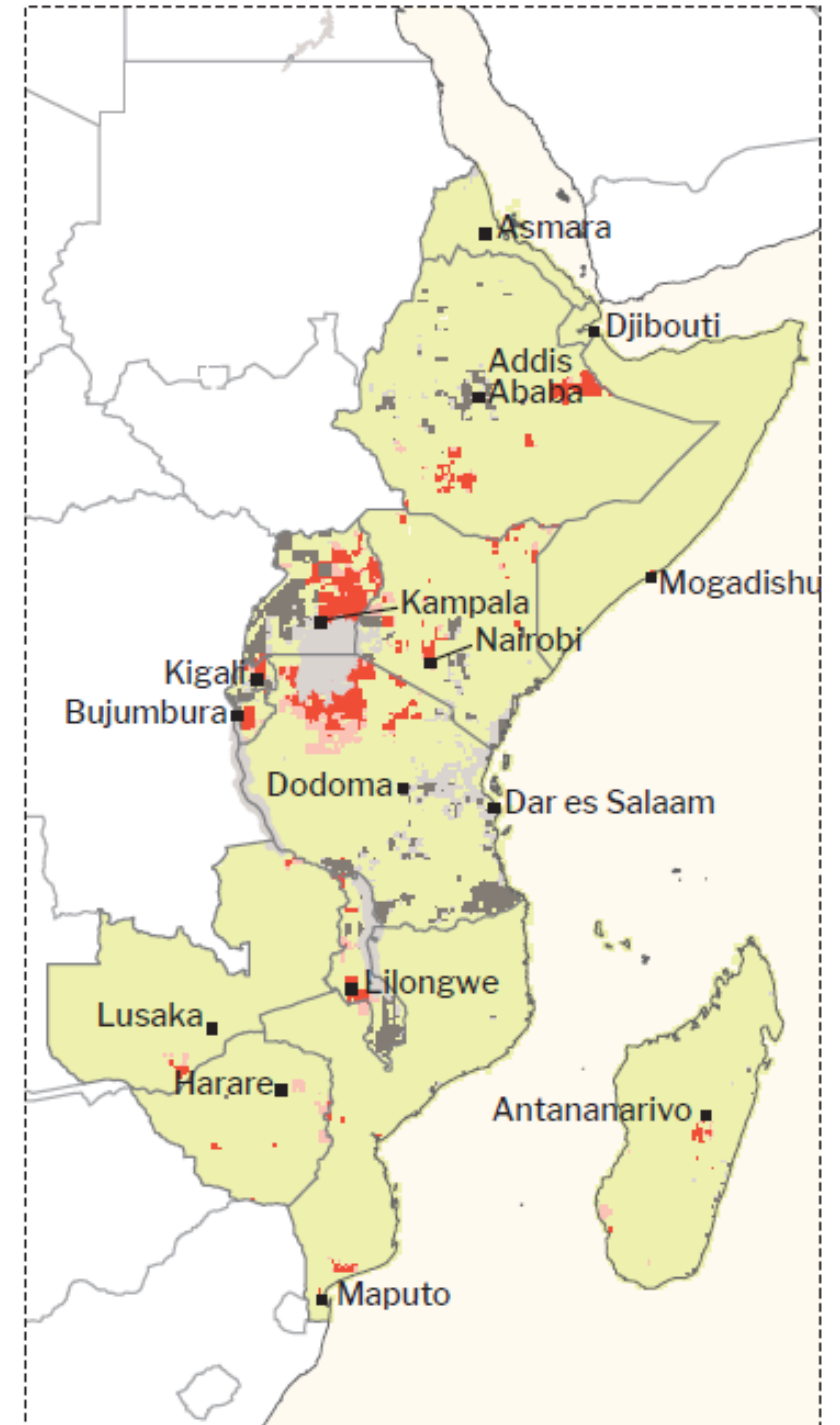 Asmara
Djibouti
Addis
Ababa
Mogadishu
Kampala
Nairobi
Kigali
Bujumbura
Dodoma
Dar es Salaam
Lilongwe
Lusaka
Harare
Antananarivo
Maputo